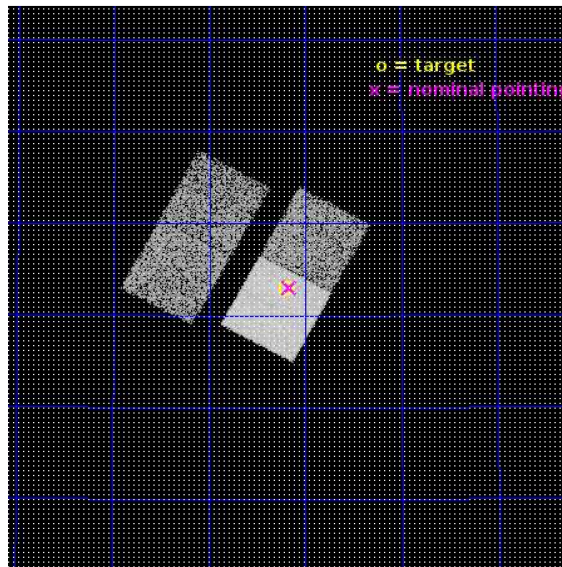 o = target
x = nominal pointing